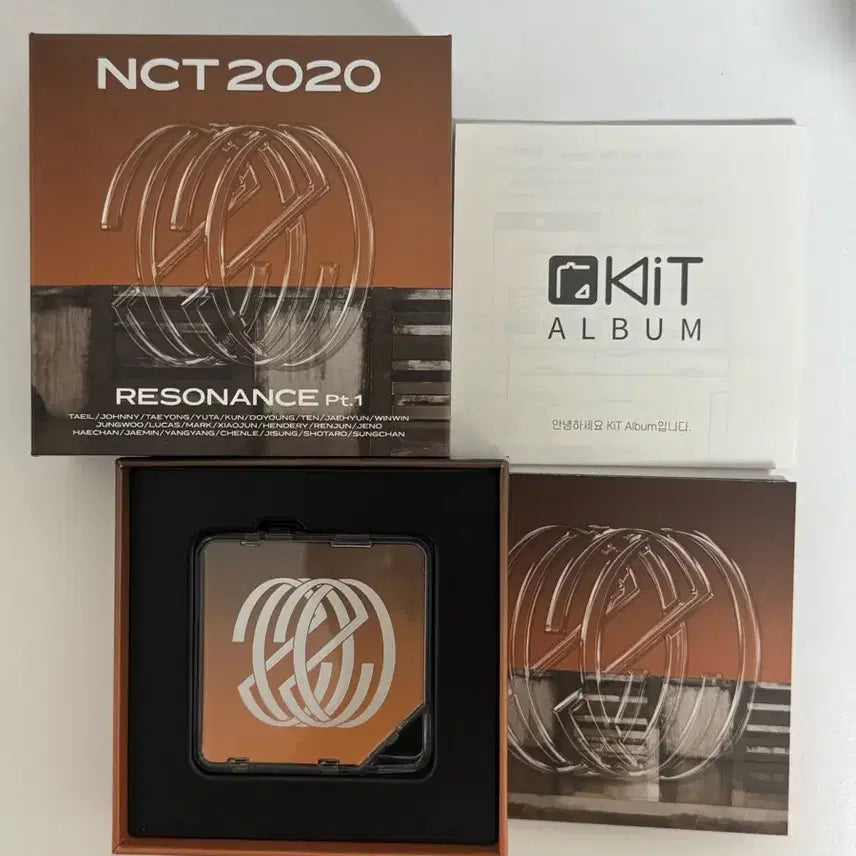 NCT 2020
RESONANCE Pt.1
TAEIL/JOHNNY/TAEYONG/YUTA/KUN/DOYOUNG/TEN/JAEHYUN/WINWIN
JUNGWOO/LUCAS/MARK/XIAOJUN/HENDERY/RENJUN/JENO
HAECHAN/JAEMIN/YANGYANG/CHENLE/JISUNG/SHOTARO/SUNGCHAN
KiT
ALBUM
안녕하세요 KiT Album입니다.